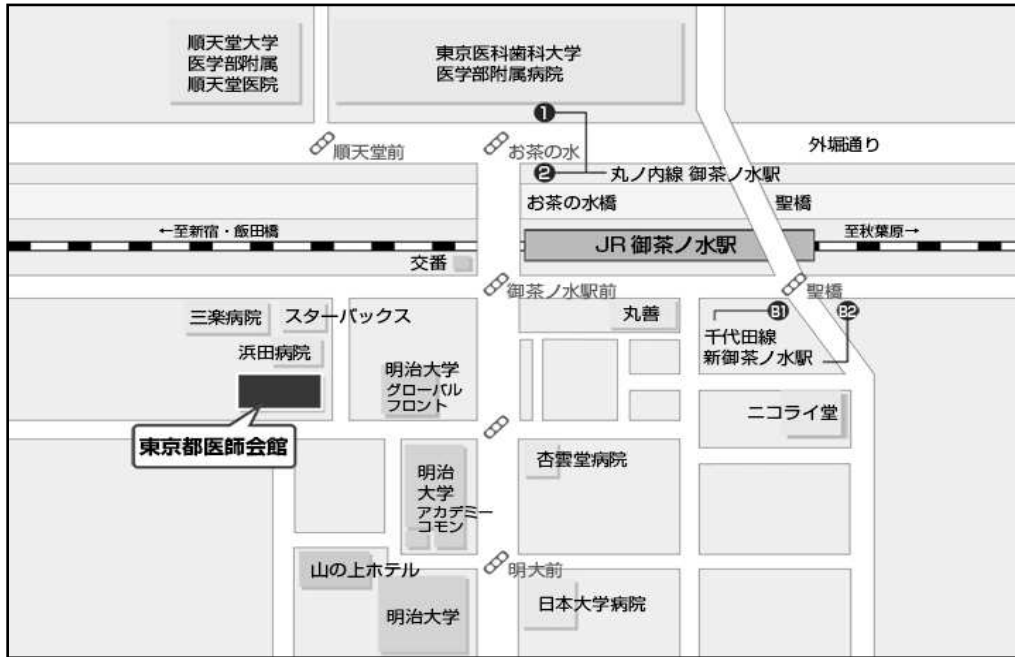 順天堂大学
医学部附属
順天堂医院
東京医科歯科大学
医学部附属病院
1
順天堂前
お茶の水
外堀通り
2
丸ノ内線 御茶ノ水駅
お茶の水橋
聖橋
←至新宿・飯田橋
JR 御茶ノ水駅
至秋葉原→
交番
御茶ノ水駅前
聖橋
三楽病院
スターバックス
丸善
B1
B2
千代田線
新御茶ノ水駅
浜田病院
明治大学
グローバル
フロント
ニコライ堂
東京都医師会館
明治
大学
アカデミー
コモン
杏雲堂病院
山の上ホテル
明大前
明治大学
日本大学病院